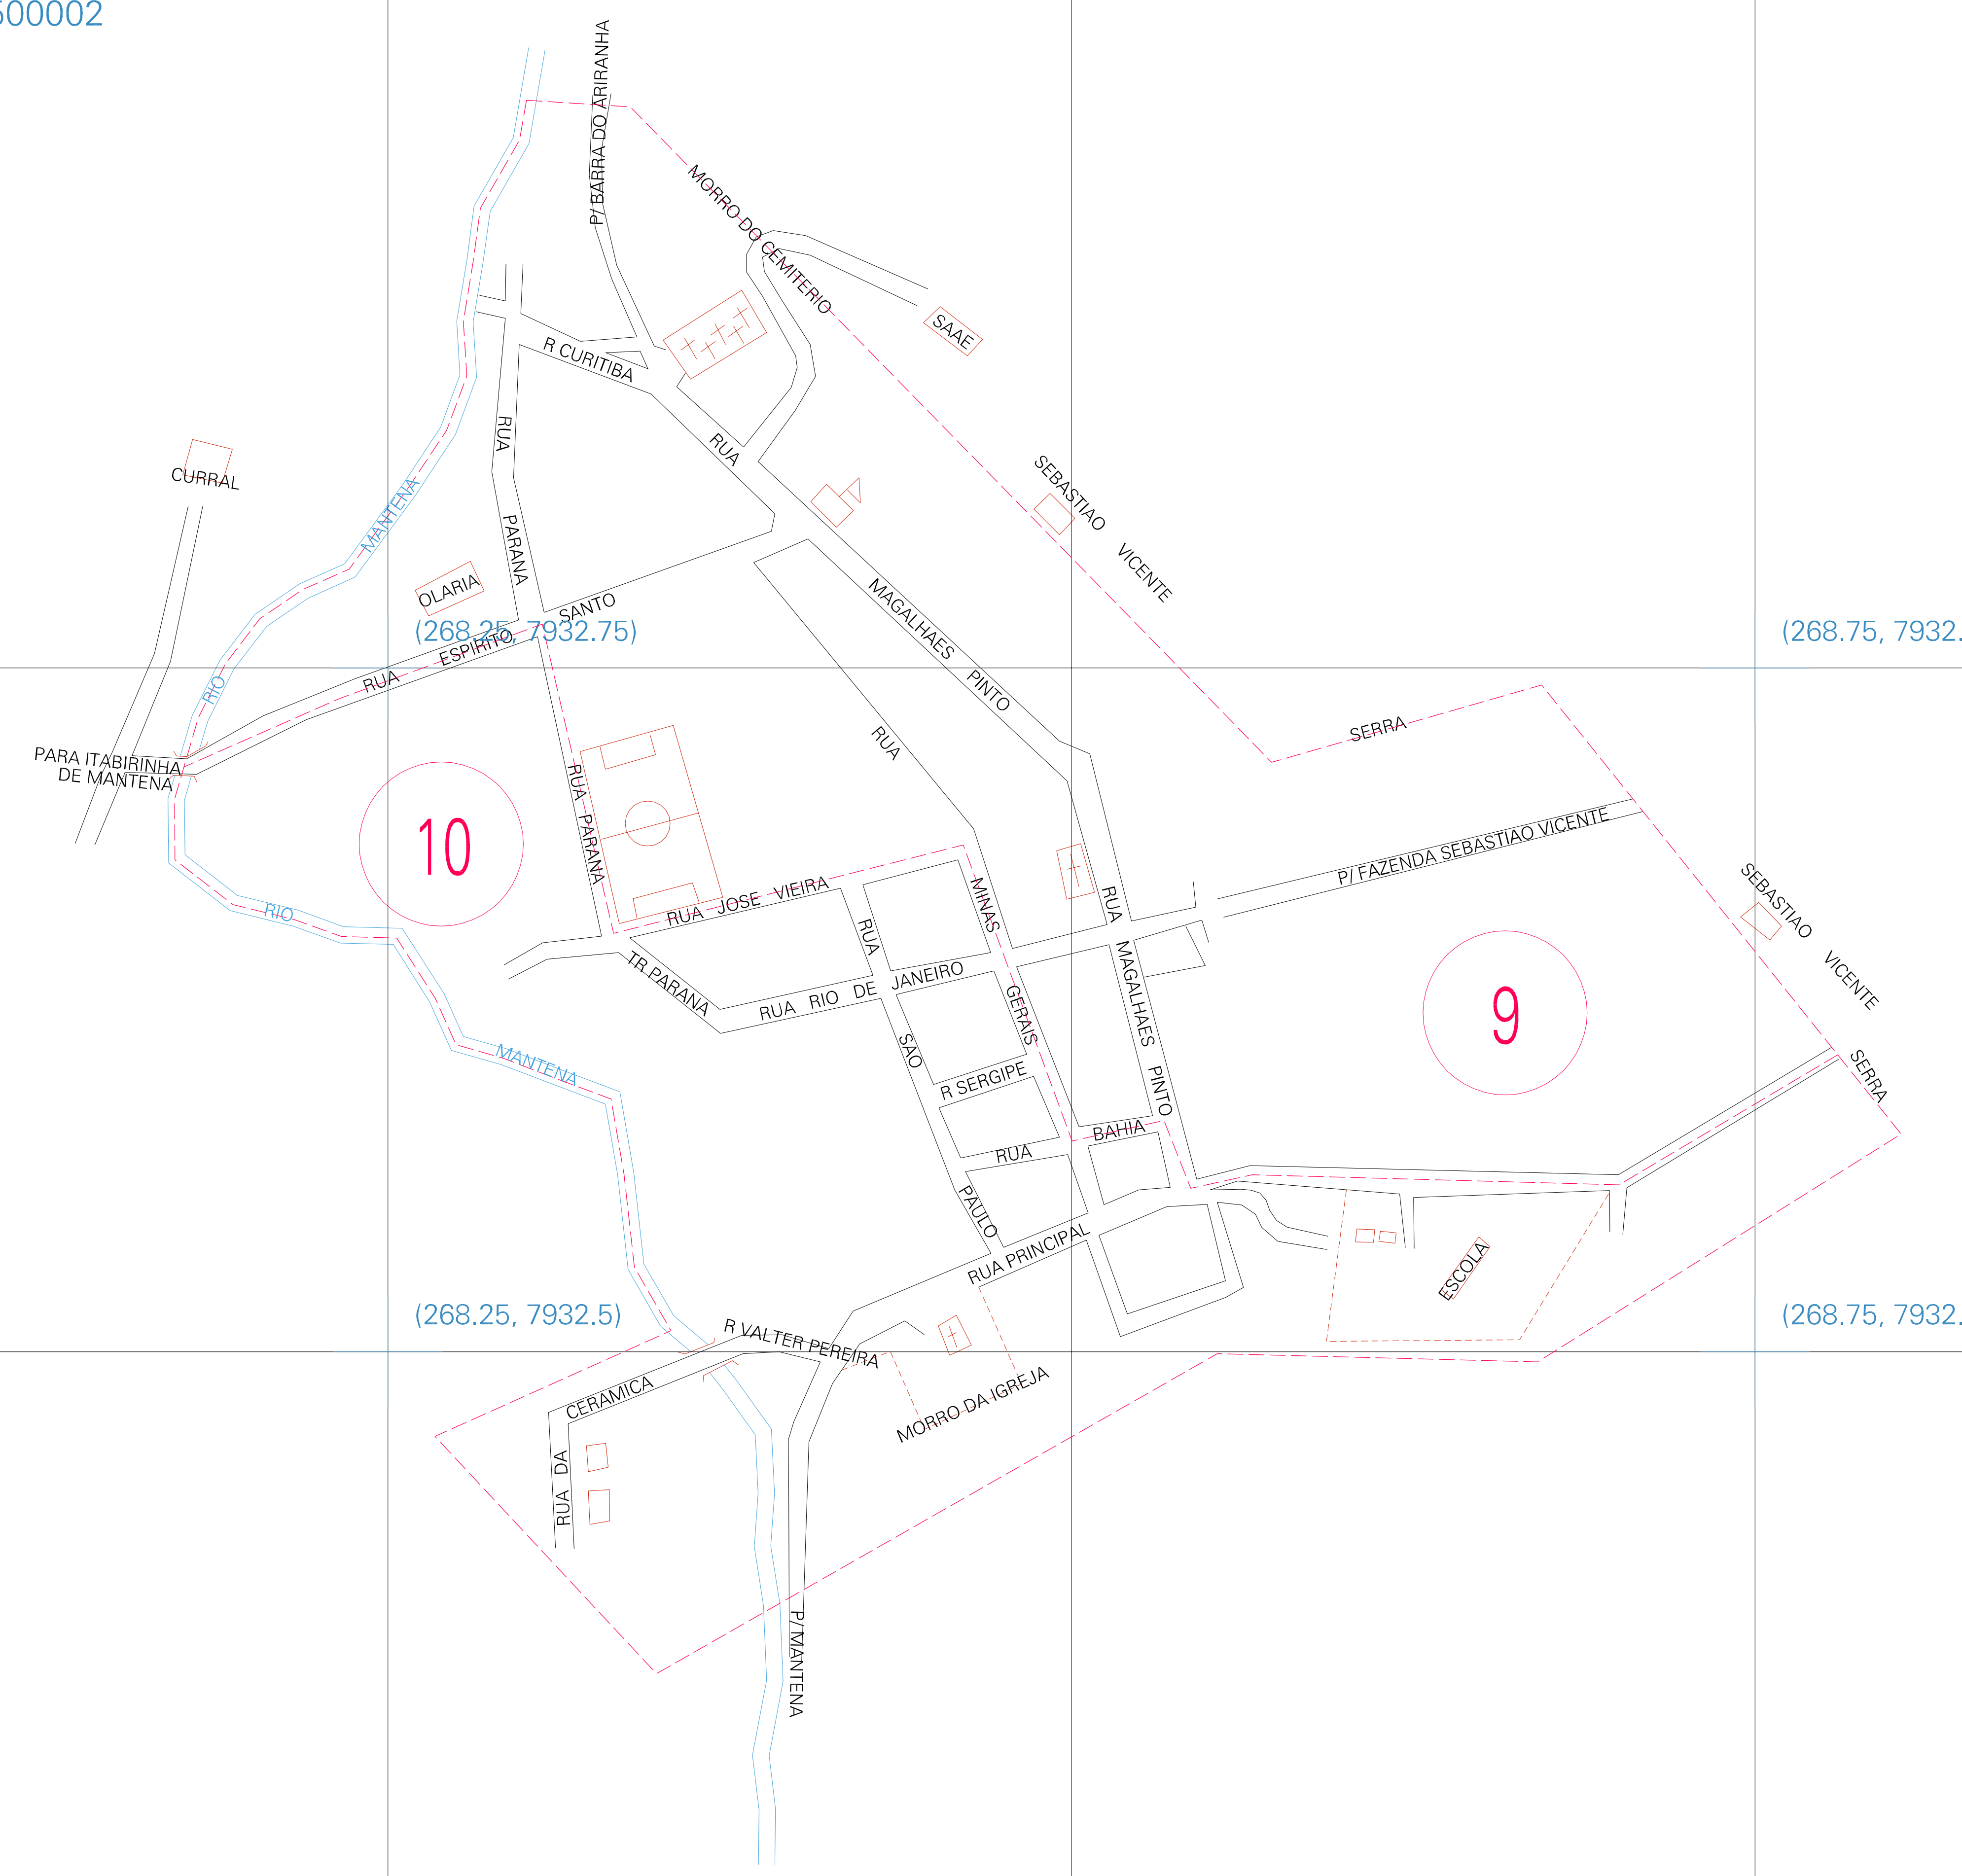 500002
P/ BARRA DO ARIRANHA
MORRO DO CEMITERIO
SAAE
R CURITIBA
RUA
RUA
CURRAL
MANTENA
SEBASTIAO
VICENTE
PARANA
OLARIA
SANTO
ESPIRITO
RUA
(268.25, 7932.75)
(268.75, 7932.
MAGALHAES
PINTO
RIO
RUA
SERRA
PARA ITABIRINHA
DE MANTENA
10
RUA PARANA
RUA JOSE VIEIRA
MINAS
RUA
P/ FAZENDA SEBASTIAO VICENTE
SEBASTIAO
VICENTE
RIO
RUA
TR PARANA
RUA RIO DE JANEIRO
MAGALHAES
PINTO
GERAIS
9
SAO
MANTENA
R SERGIPE
SERRA
BAHIA
RUA
PAULO
RUA PRINCIPAL
ESCOLA
(268.25, 7932.5)
(268.75, 7932.
R VALTER PEREIRA
CERAMICA
MORRO DA IGREJA
RUA DA
P/ MANTENA